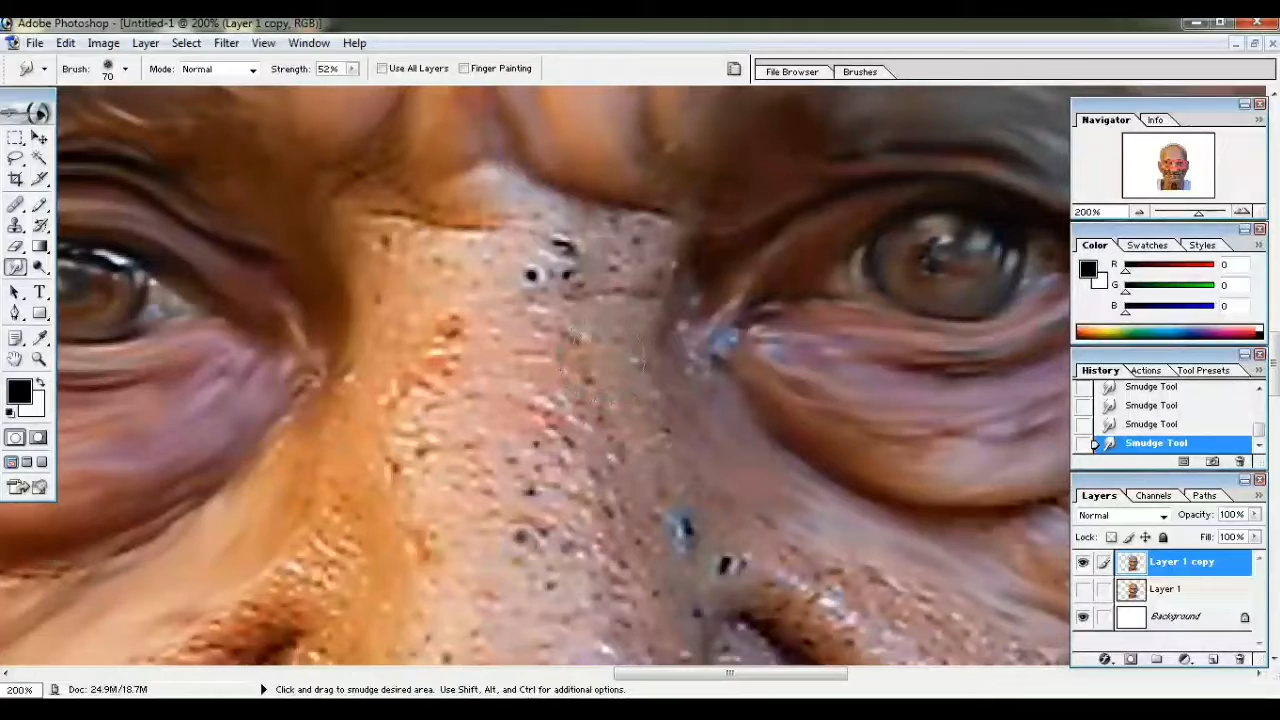 Adobe Photoshop - [Untitled-1 @ 200% (Layer 1 copy, RGB)]
File Edit Image Layer Select Filter View Window Help
Brush: 70 Mode: Normal Strength: 52% Use All Layers Finger Painting File Browser Brushes
Navigator Info
200%
Color Swatches Styles
R 0
G 0
B 0
History Actions Tool Presets
Smudge Tool
Smudge Tool
Smudge Tool
Smudge Tool
Layers Channels Paths
Normal Opacity: 100%
Lock: Fill: 100%
Layer 1 copy
Layer 1
Background
200% Doc: 24.9M/18.7M Click and drag to smudge desired area. Use Shift, Alt, and Ctrl for additional options.